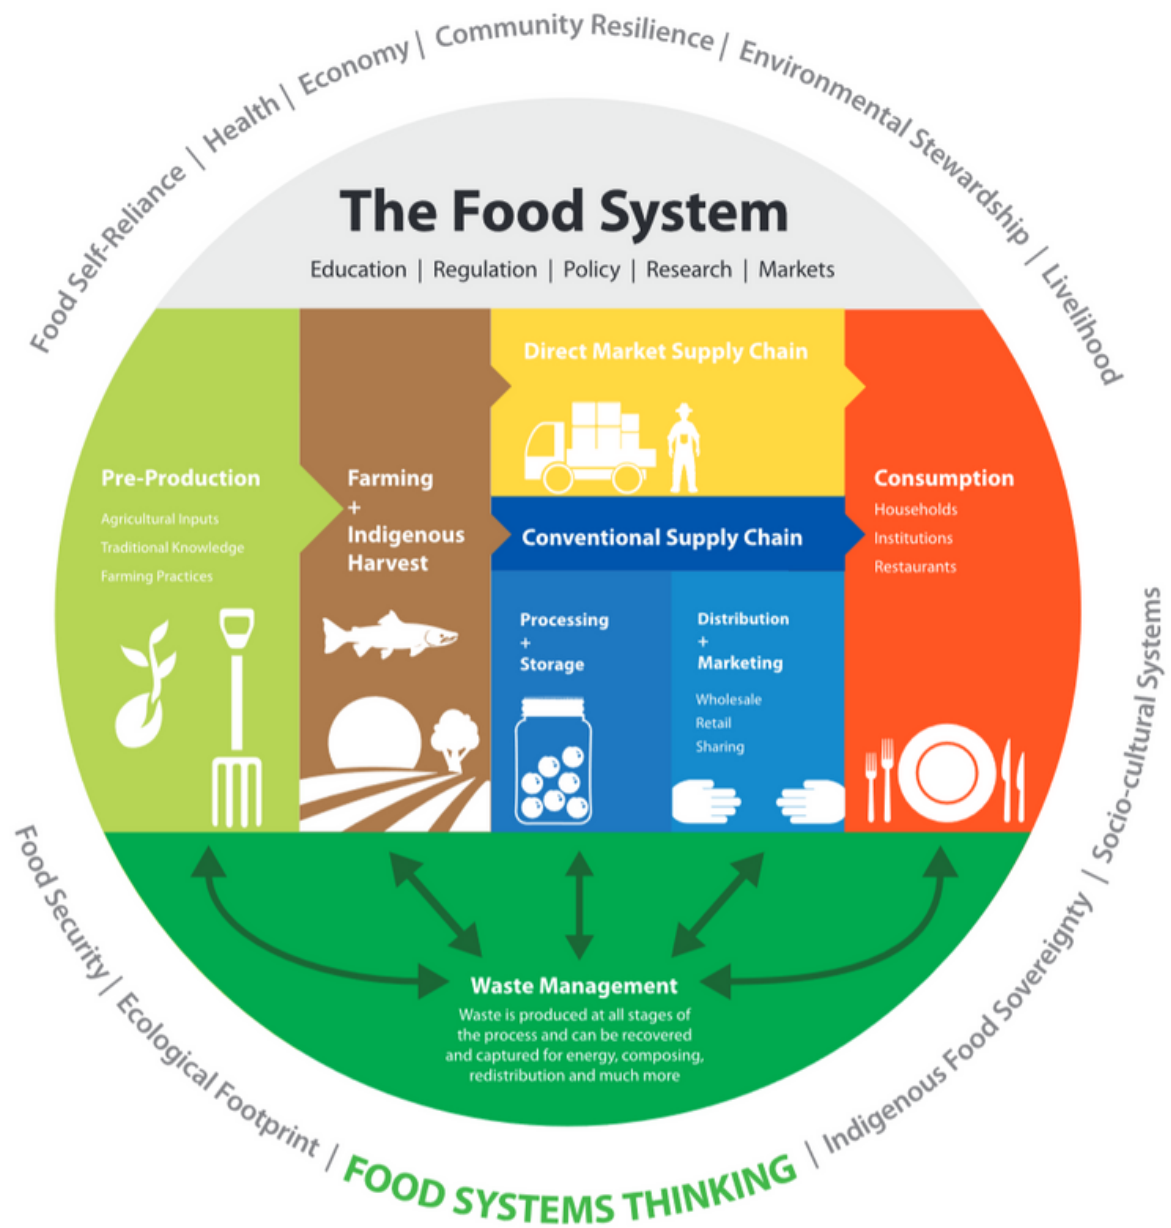 Food Self-Reliance | Health | Economy | Community Resilience | Environmental Stewardship | Livelihood
The Food System
Education | Regulation | Policy | Research | Markets
Pre-Production
Agricultural Inputs
Traditional Knowledge
Farming Practices
Farming
+
Indigenous
Harvest
Direct Market Supply Chain
Conventional Supply Chain
Processing
+
Storage
Distribution
+
Marketing
Wholesale
Retail
Sharing
Consumption
Households
Institutions
Restaurants
Waste Management
Waste is produced at all stages of
the process and can be recovered
and captured for energy, composing,
redistribution and much more
Food Security | Ecological Footprint | FOOD SYSTEMS THINKING | Indigenous Food Sovereignty | Socio-cultural Systems